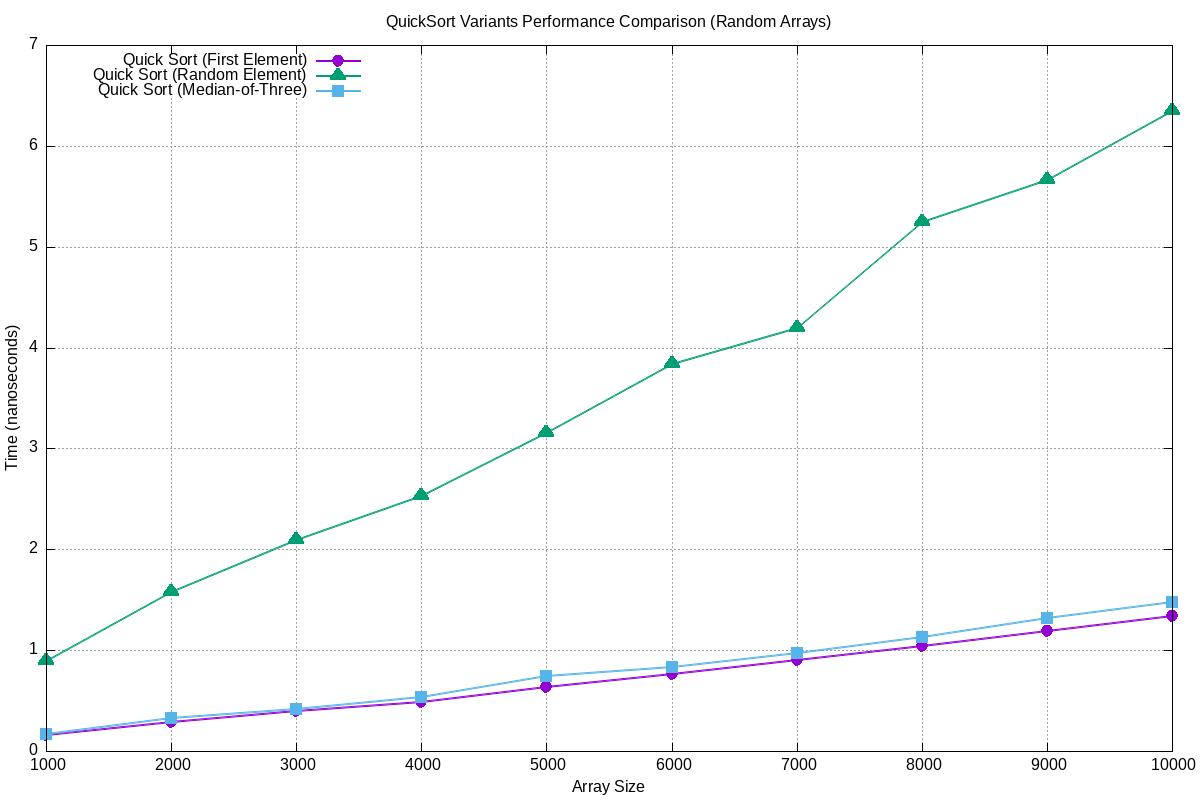 QuickSort Variants Performance Comparison (Random Arrays)
Quick Sort (First Element)
Quick Sort (Random Element)
Quick Sort (Median-of-Three)
Time (nanoseconds)
7
6
5
4
3
2
1
0
1000 2000 3000 4000 5000 6000 7000 8000 9000 10000
Array Size